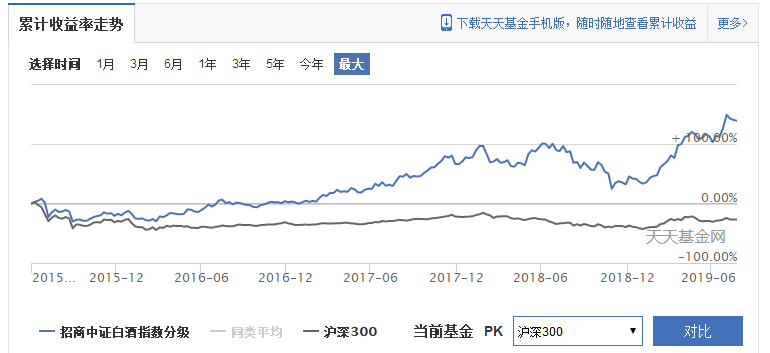 累计收益率走势
下载天天基金手机版，随时随地查看累计收益
更多>
选择时间 1月 3月 6月 1年 3年 5年 今年 最大
+100.00%
0.00%
天天基金网
-100.00%
2015... 2015-12 2016-06 2016-12 2017-06 2017-12 2018-06 2018-12 2019-06
招商中证白酒指数分级 同类平均 沪深300 当前基金 PK 沪深300 对比